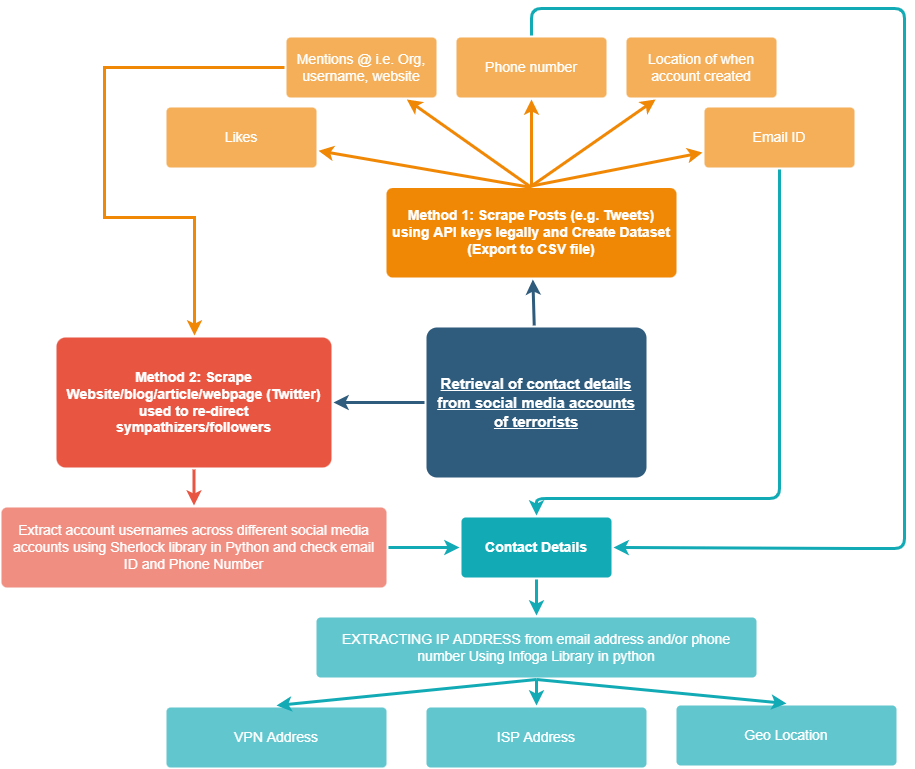 Mentions @ i.e. Org,
username, website
Phone number
Location of when
account created
Likes
Email ID
Method 1: Scrape Posts (e.g. Tweets)
using API keys legally and Create Dataset
(Export to CSV file)
Retrieval of contact details
from social media accounts
of terrorists
Method 2: Scrape
Website/blog/article/webpage (Twitter)
used to re-direct
sympathizers/followers
Extract account usernames across different social media
accounts using Sherlock library in Python and check email
ID and Phone Number
Contact Details
EXTRACTING IP ADDRESS from email address and/or phone
number Using Infoga Library in python
VPN Address
ISP Address
Geo Location